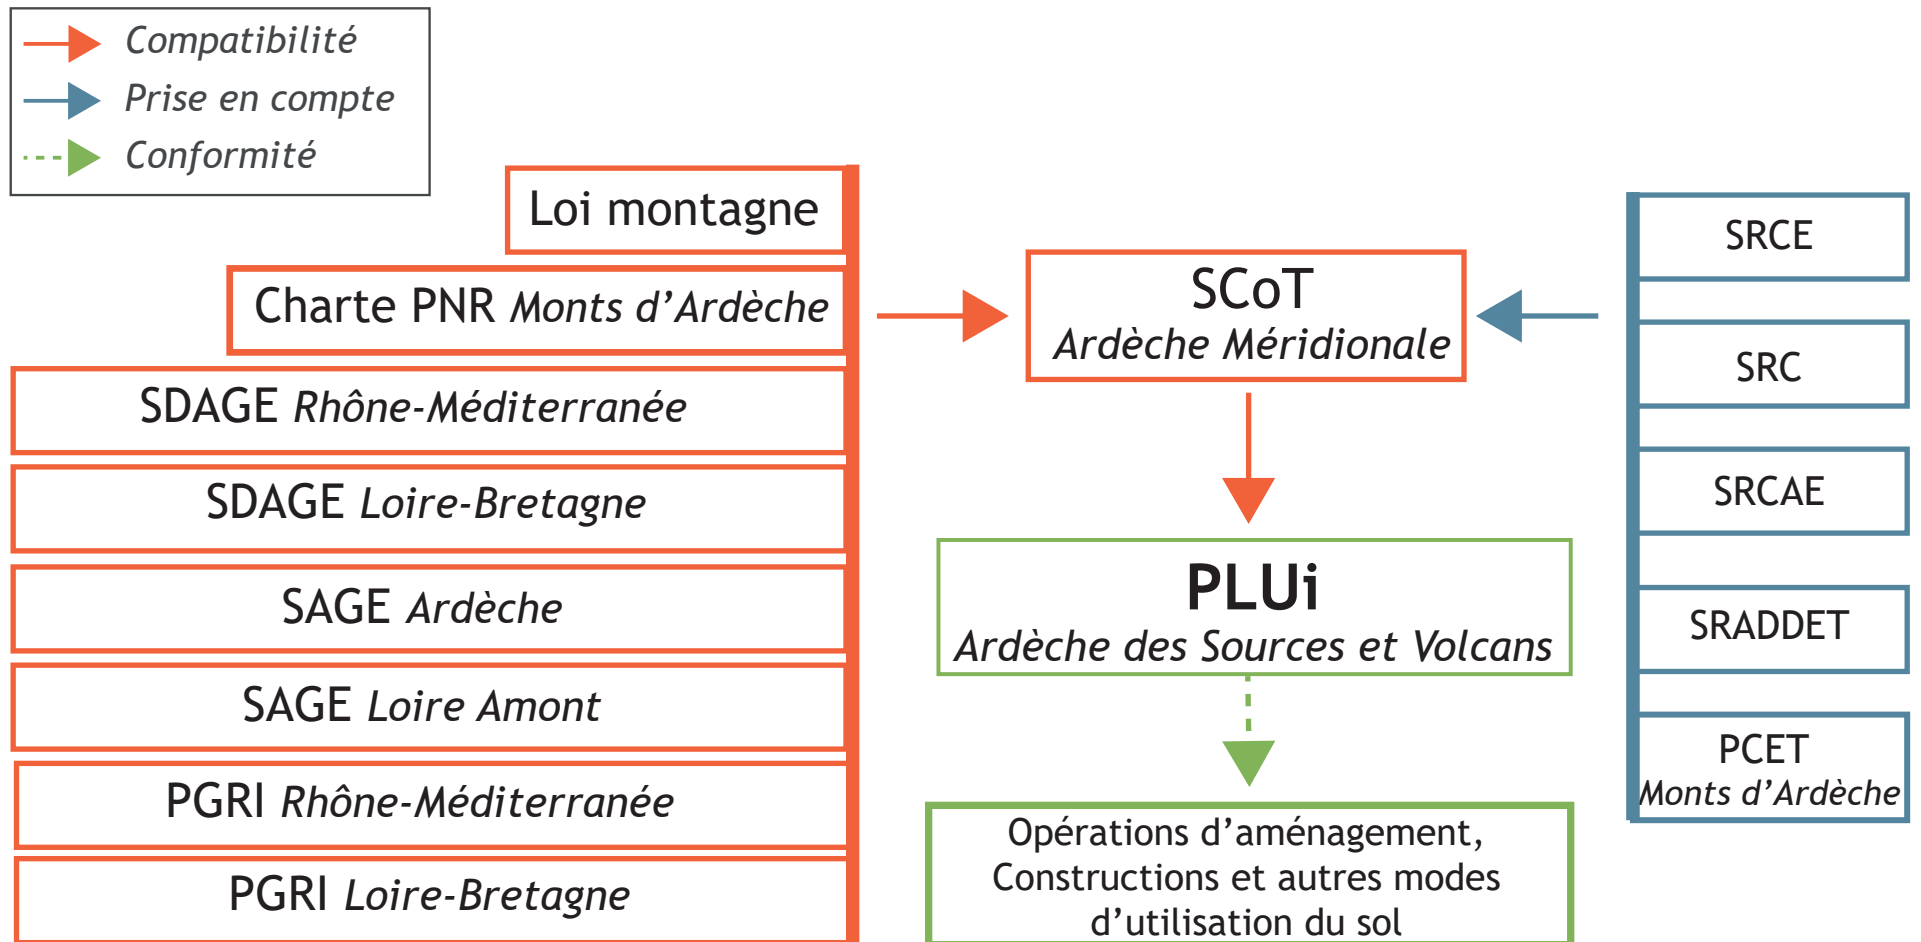 Compatibilité
Prise en compte
Conformité
Loi montagne
Charte PNR Monts d’Ardèche
SDAGE Rhône-Méditerranée
SDAGE Loire-Bretagne
SAGE Ardèche
SAGE Loire Amont
PGRI Rhône-Méditerranée
PGRI Loire-Bretagne
SCoT
Ardèche Méridionale
PLUi
Ardèche des Sources et Volcans
Opérations d’aménagement,
Constructions et autres modes
d’utilisation du sol
SRCE
SRC
SRCAE
SRADDET
PCET
Monts d’Ardèche